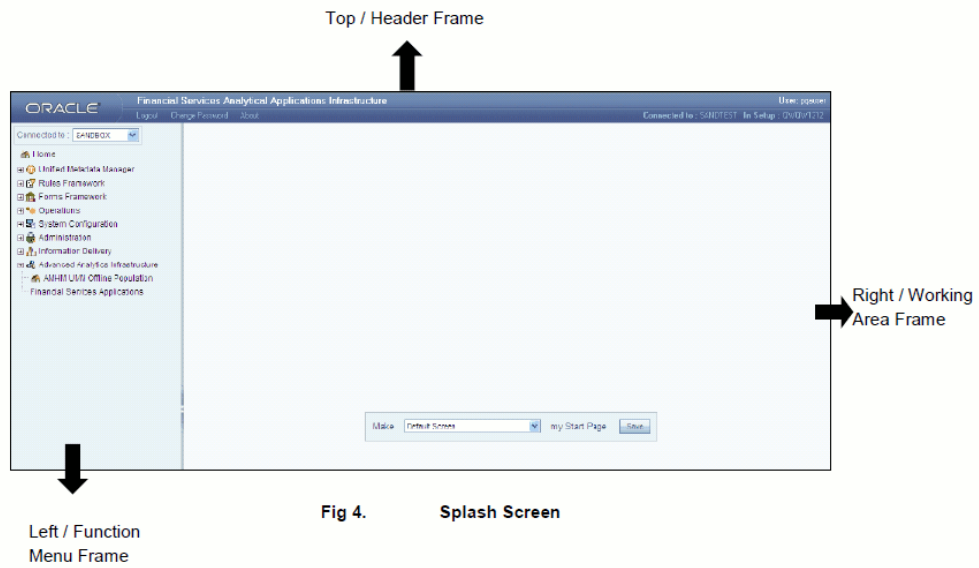 Top / Header Frame
ORACLE
Financial Services Analytical Applications Infrastructure
User: pqauser
Logout Change Password About
Connected to : SANDTEST In Setup :
Connected to : SANDBOX
Home
Unified Metadata Manager
Rules Framework
Forms Framework
Operations
System Configuration
Administration
Information Delivery
Advanced Analytics Infrastructure
Offline Population
Financial Services Applications
Right / Working
Area Frame
Make Default Screen my Start Page Save
Fig 4. Splash Screen
Left / Function
Menu Frame